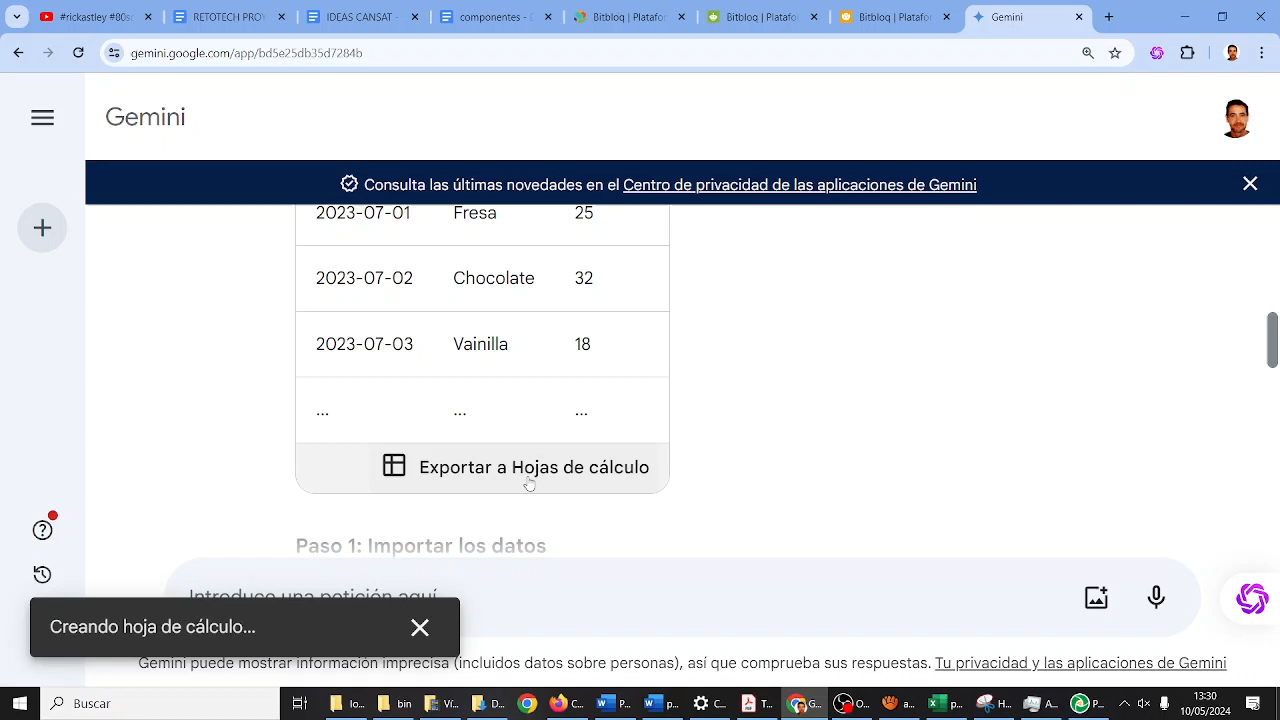 #rickastley #80s
RETOTECH PRO
IDEAS CANSAT -
componentes - D
Bitbloq | Platafo
Bitbloq | Platafo
Bitbloq | Platafo
Gemini
gemini.google.com/app/bd5e25db35d7284b
Gemini
Consulta las últimas novedades en el Centro de privacidad de las aplicaciones de Gemini
2023-07-01 Fresa 25
2023-07-02 Chocolate 32
2023-07-03 Vainilla 18
... ... ...
Exportar a Hojas de cálculo
Paso 1: Importar los datos
Introduce una petición aquí
Creando hoja de cálculo...
Gemini puede mostrar información imprecisa (incluidos datos sobre personas), así que comprueba sus respuestas. Tu privacidad y las aplicaciones de Gemini
Buscar
bin
13:30
10/05/2024